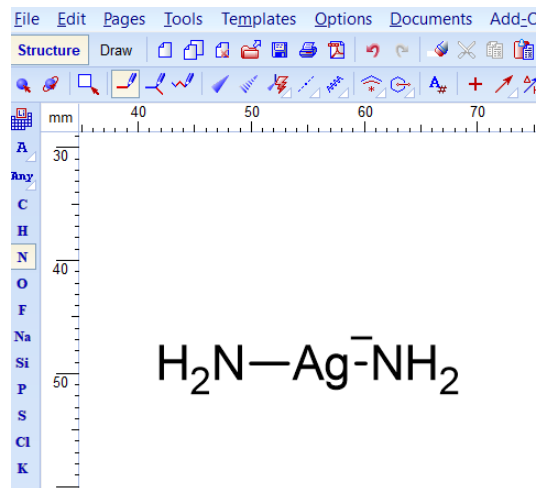 File Edit Pages Tools Templates Options Documents Add-O
Structure Draw
mm 40 50 60 70
30
A
Any
C
H
N
40
O
F
Na
Si
H₂N—Ag⁻-NH₂
50
P
S
Cl
K